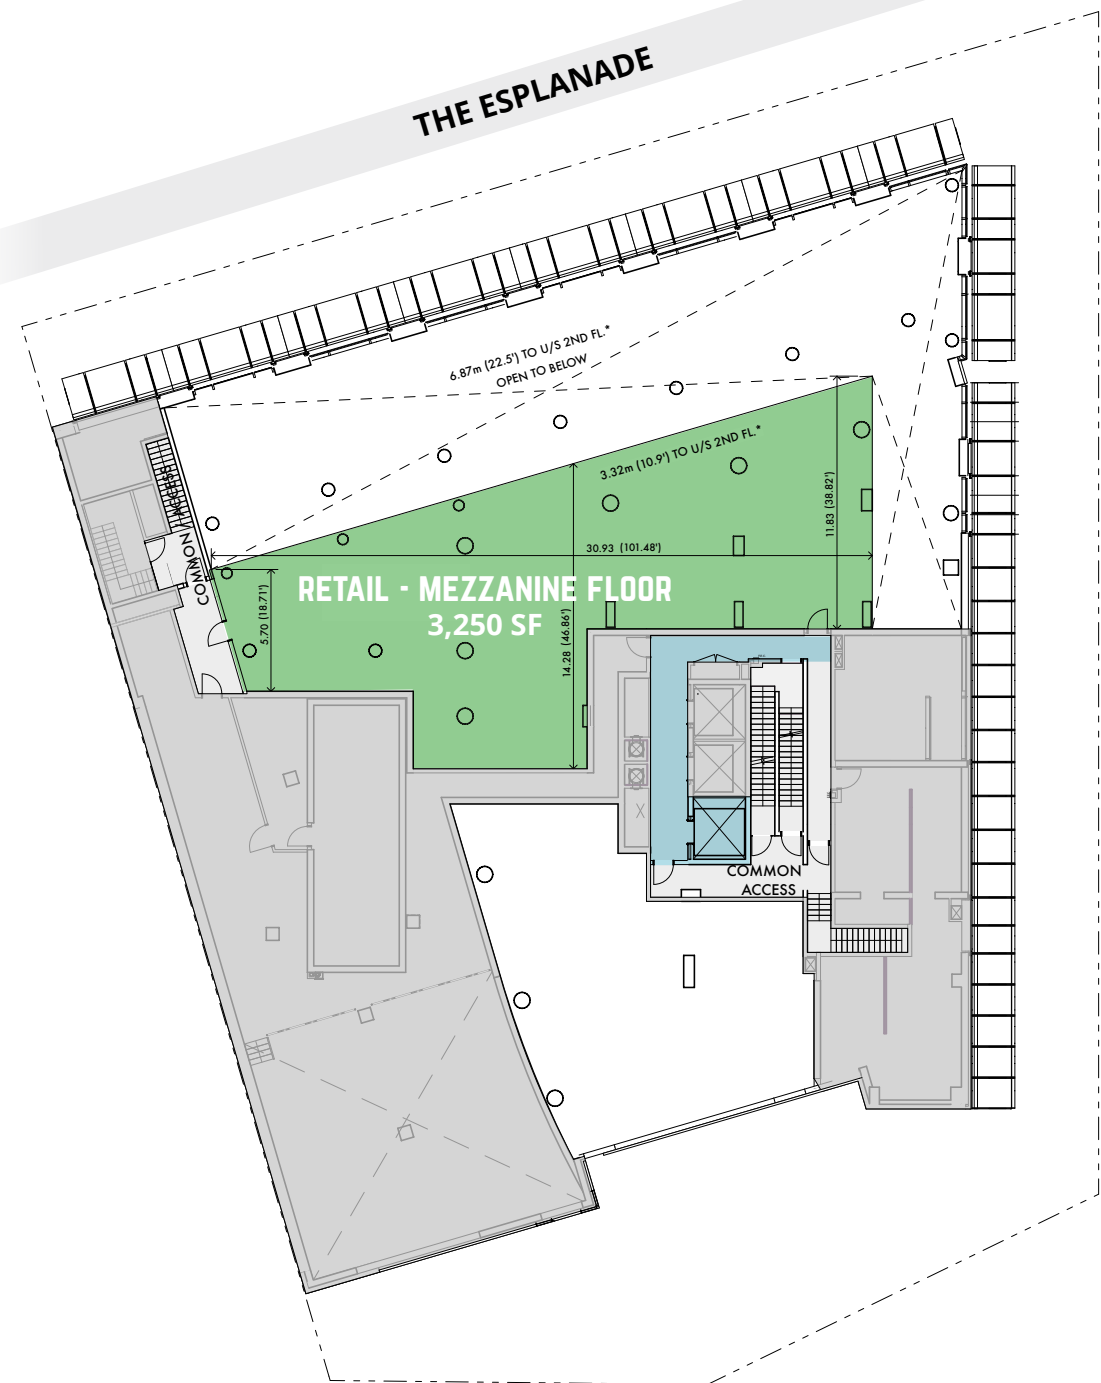 THE ESPLANADE
6.87m (22.5') TO U/S 2ND FL.*
OPEN TO BELOW
3.32m (10.9') TO U/S 2ND FL.*
COMMON ACCESS
11.83 (38.82')
30.93 (101.48')
RETAIL - MEZZANINE FLOOR
3,250 SF
5.70 (18.71')
14.28 (46.86')
COMMON
ACCESS